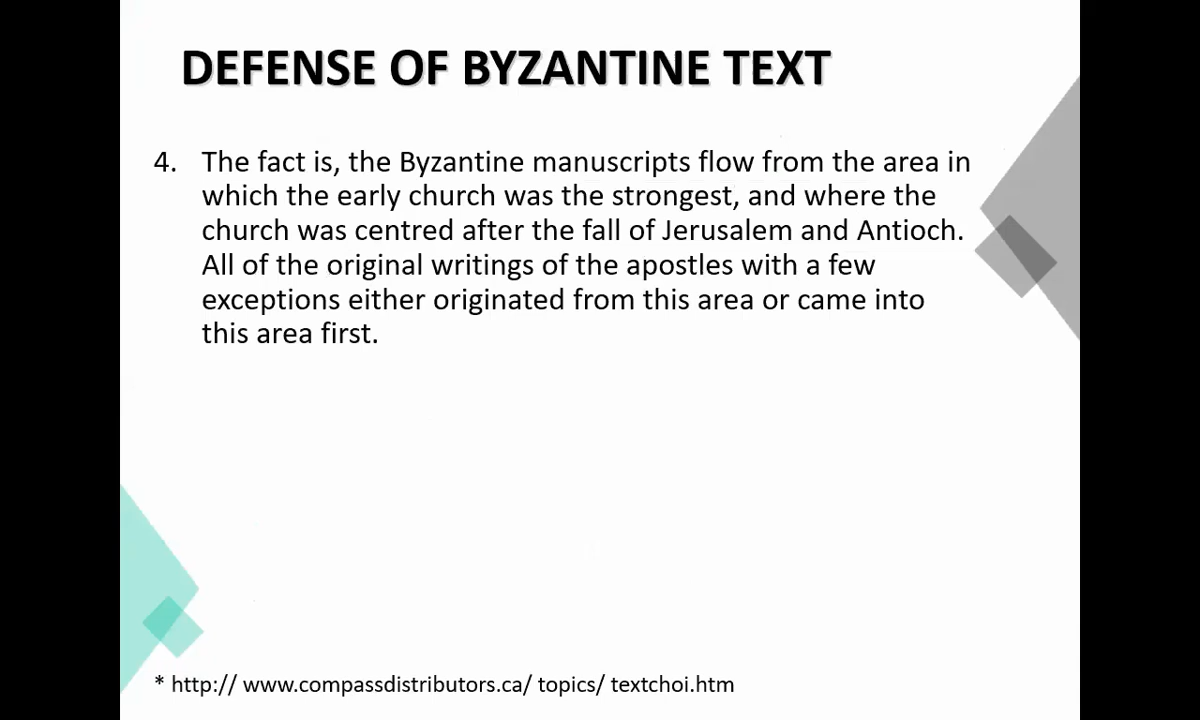 DEFENSE OF BYZANTINE TEXT
4. The fact is, the Byzantine manuscripts flow from the area in
which the early church was the strongest, and where the
church was centred after the fall of Jerusalem and Antioch.
All of the original writings of the apostles with a few
exceptions either originated from this area or came into
this area first.
* http:// www.compassdistributors.ca/ topics/ textchoi.htm